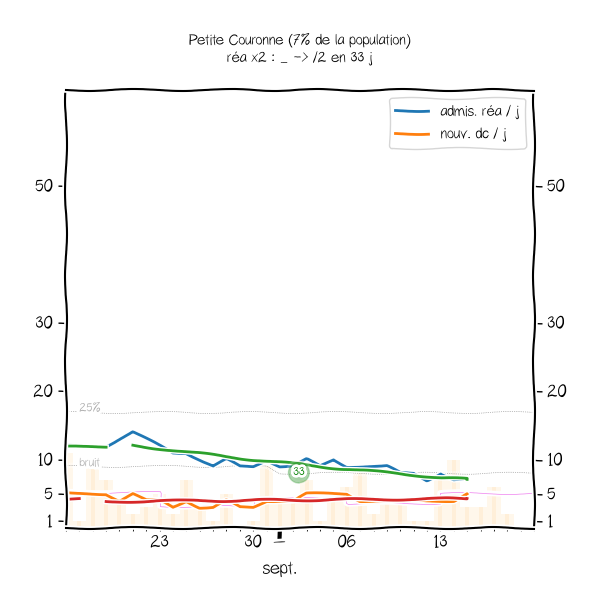 Petite Couronne (7% de la population)
réa x2 : _ -> /2 en 33 j
admis. réa / j
nouv. dc / j
50 50
30 30
20 20
25%
10 bruit 33 10
5 5
1 1
23 30 06 13
sept.